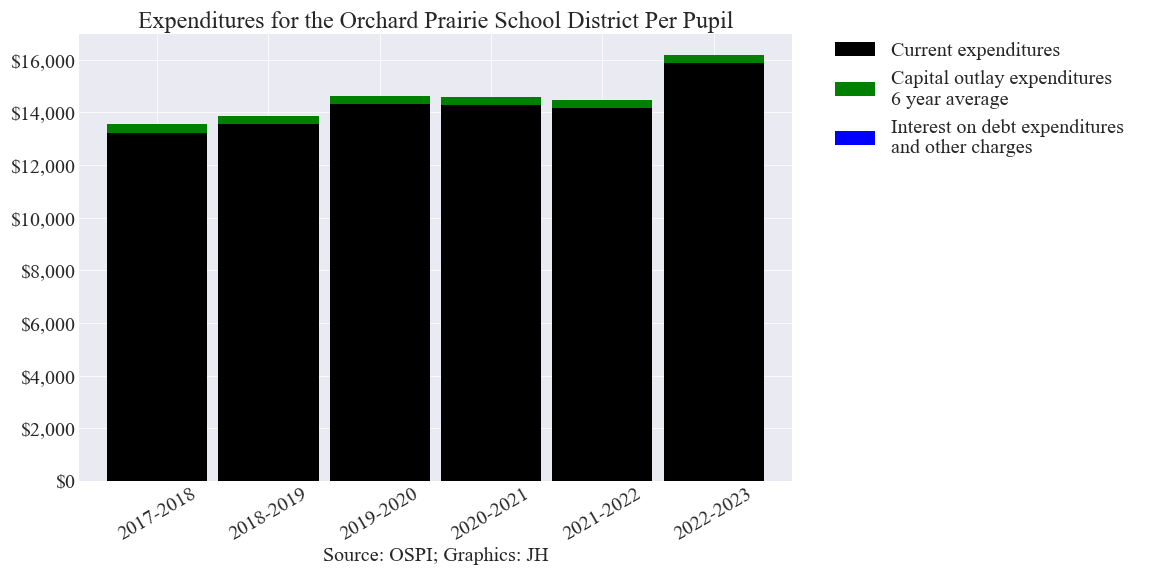 Expenditures for the Orchard Prairie School District Per Pupil
$16,000
$14,000
$12,000
$10,000
$8,000
$6,000
$4,000
$2,000
$0
2017-2018
2018-2019
2019-2020
2020-2021
2021-2022
2022-2023
Source: OSPI; Graphics: JH
Current expenditures
Capital outlay expenditures
6 year average
Interest on debt expenditures
and other charges